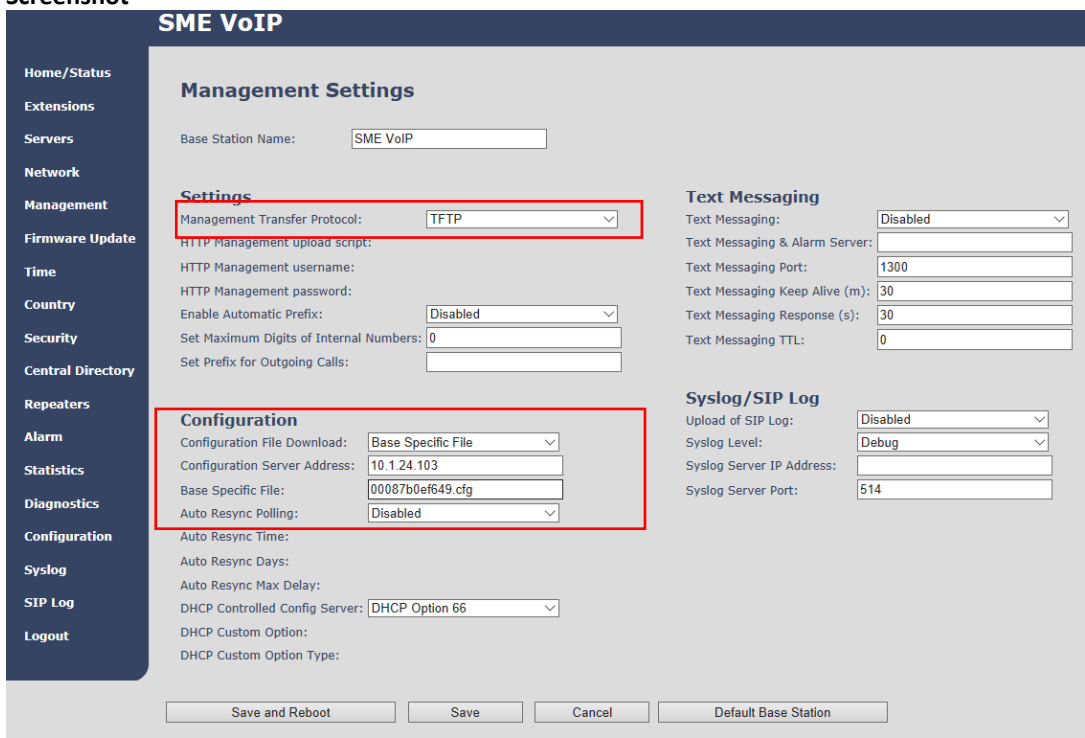 Screenshot
SME VoIP
Home/Status
Extensions
Servers
Network
Management
Firmware Update
Time
Country
Security
Central Directory
Repeaters
Alarm
Statistics
Diagnostics
Configuration
Syslog
SIP Log
Logout
Management Settings
Base Station Name: SME VoIP
Settings
Management Transfer Protocol: TFTP
HTTP Management upload script:
HTTP Management username:
HTTP Management password:
Enable Automatic Prefix: Disabled
Set Maximum Digits of Internal Numbers: 0
Set Prefix for Outgoing Calls:
Configuration
Configuration File Download: Base Specific File
Configuration Server Address: 10.1.24.103
Base Specific File: 00087b0ef649.cfg
Auto Resync Polling: Disabled
Auto Resync Time:
Auto Resync Days:
Auto Resync Max Delay:
DHCP Controlled Config Server: DHCP Option 66
DHCP Custom Option:
DHCP Custom Option Type:
Text Messaging
Text Messaging: Disabled
Text Messaging & Alarm Server:
Text Messaging Port: 1300
Text Messaging Keep Alive (m): 30
Text Messaging Response (s): 30
Text Messaging TTL: 0
Syslog/SIP Log
Upload of SIP Log: Disabled
Syslog Level: Debug
Syslog Server IP Address:
Syslog Server Port: 514
Save and Reboot Save Cancel Default Base Station